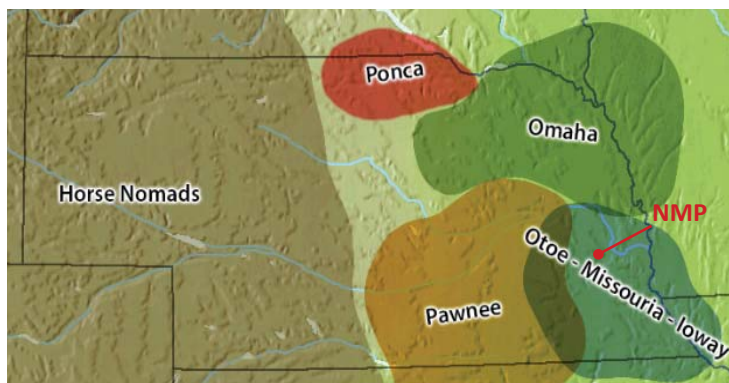 Ponca
Omaha
Horse Nomads
NMP
Otoe - Missouria - Ioway
Pawnee